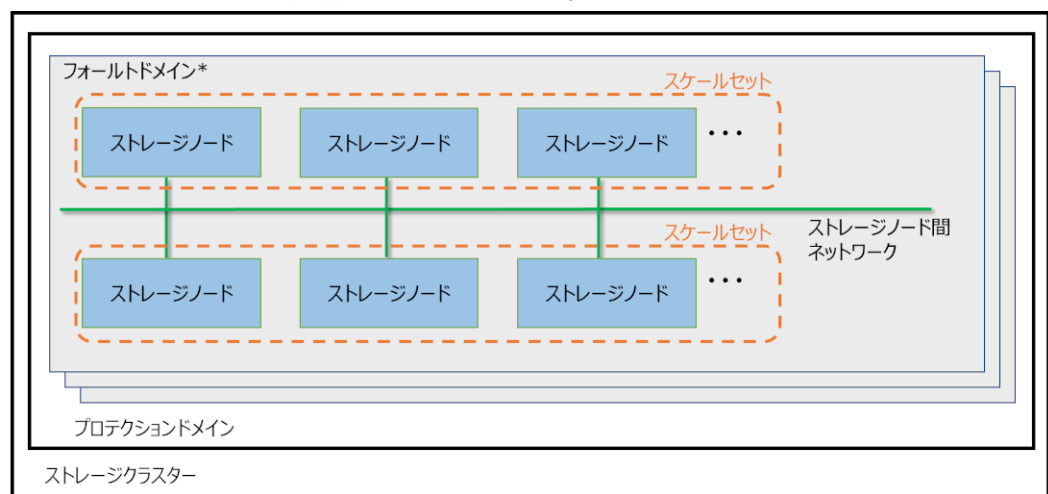 フォールトドメイン*
スケールセット
ストレージノード
ストレージノード
ストレージノード
・・・
スケールセット
ストレージノード間
ネットワーク
ストレージノード
ストレージノード
ストレージノード
・・・
プロテクションドメイン
ストレージクラスター